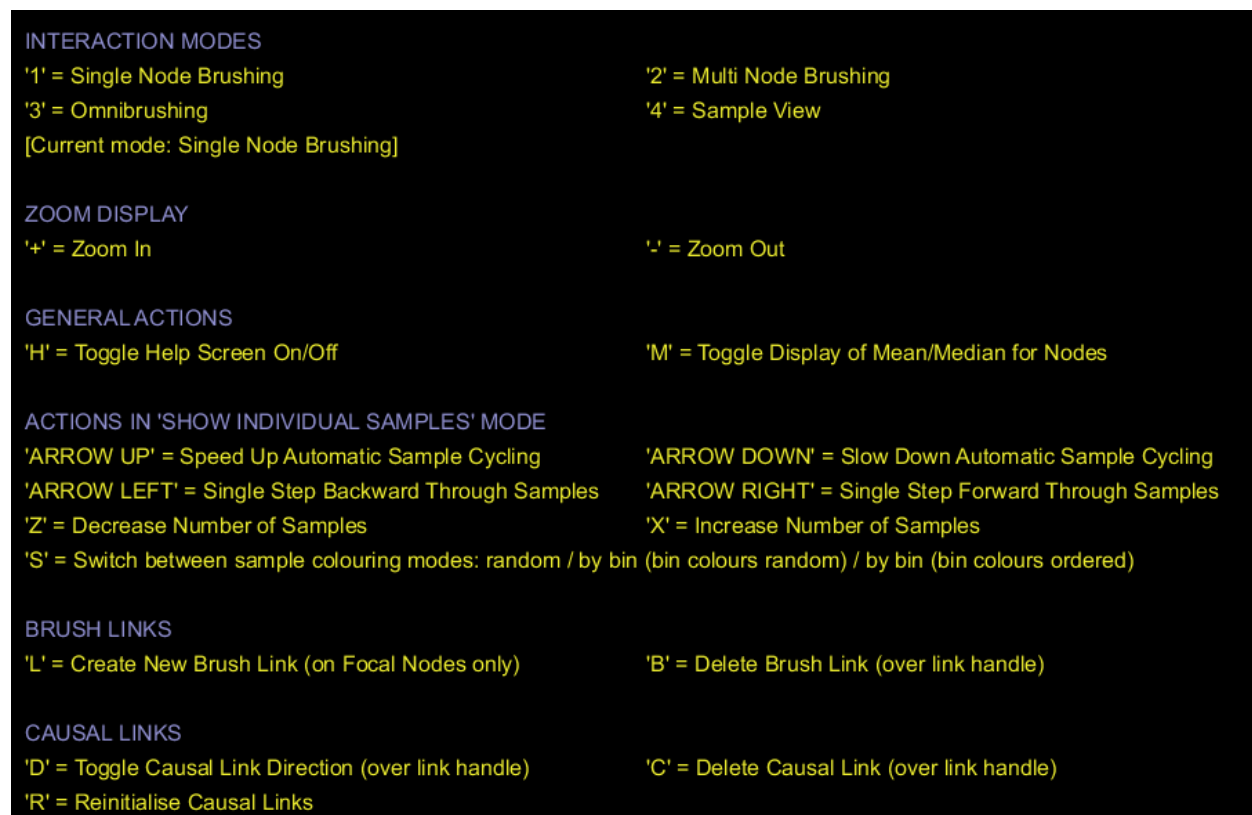 INTERACTION MODES
'1' = Single Node Brushing '2' = Multi Node Brushing
'3' = Omnibrushing '4' = Sample View
[Current mode: Single Node Brushing]
ZOOM DISPLAY
'+' = Zoom In '-' = Zoom Out
GENERAL ACTIONS
'H' = Toggle Help Screen On/Off 'M' = Toggle Display of Mean/Median for Nodes
ACTIONS IN 'SHOW INDIVIDUAL SAMPLES' MODE
'ARROW UP' = Speed Up Automatic Sample Cycling 'ARROW DOWN' = Slow Down Automatic Sample Cycling
'ARROW LEFT' = Single Step Backward Through Samples 'ARROW RIGHT' = Single Step Forward Through Samples
'Z' = Decrease Number of Samples 'X' = Increase Number of Samples
'S' = Switch between sample colouring modes: random / by bin (bin colours random) / by bin (bin colours ordered)
BRUSH LINKS
'L' = Create New Brush Link (on Focal Nodes only) 'B' = Delete Brush Link (over link handle)
CAUSAL LINKS
'D' = Toggle Causal Link Direction (over link handle) 'C' = Delete Causal Link (over link handle)
'R' = Reinitialise Causal Links